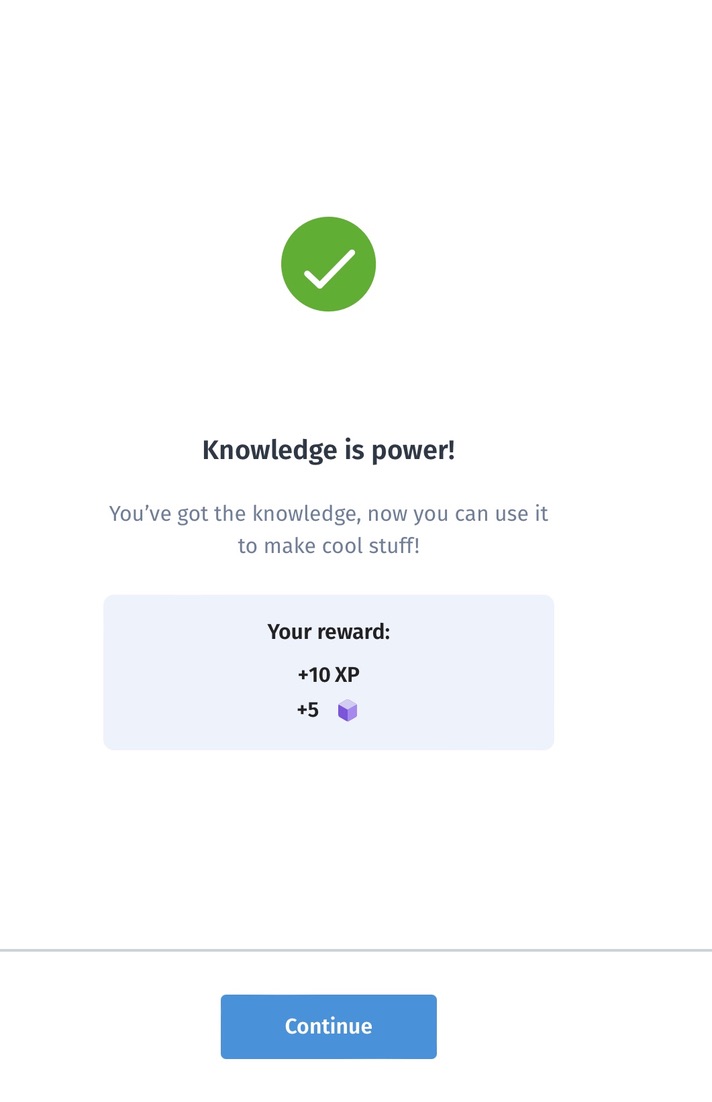 Knowledge is power!
You’ve got the knowledge, now you can use it
to make cool stuff!
Your reward:
+10 XP
+5
Continue